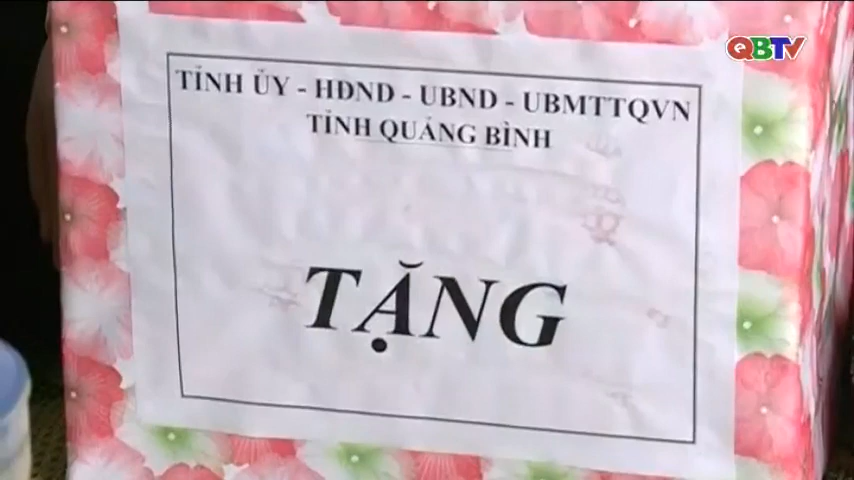 QBTV
TỈNH ỦY - HĐND - UBND - UBMTTQVN
TỈNH QUẢNG BÌNH
TẶNG